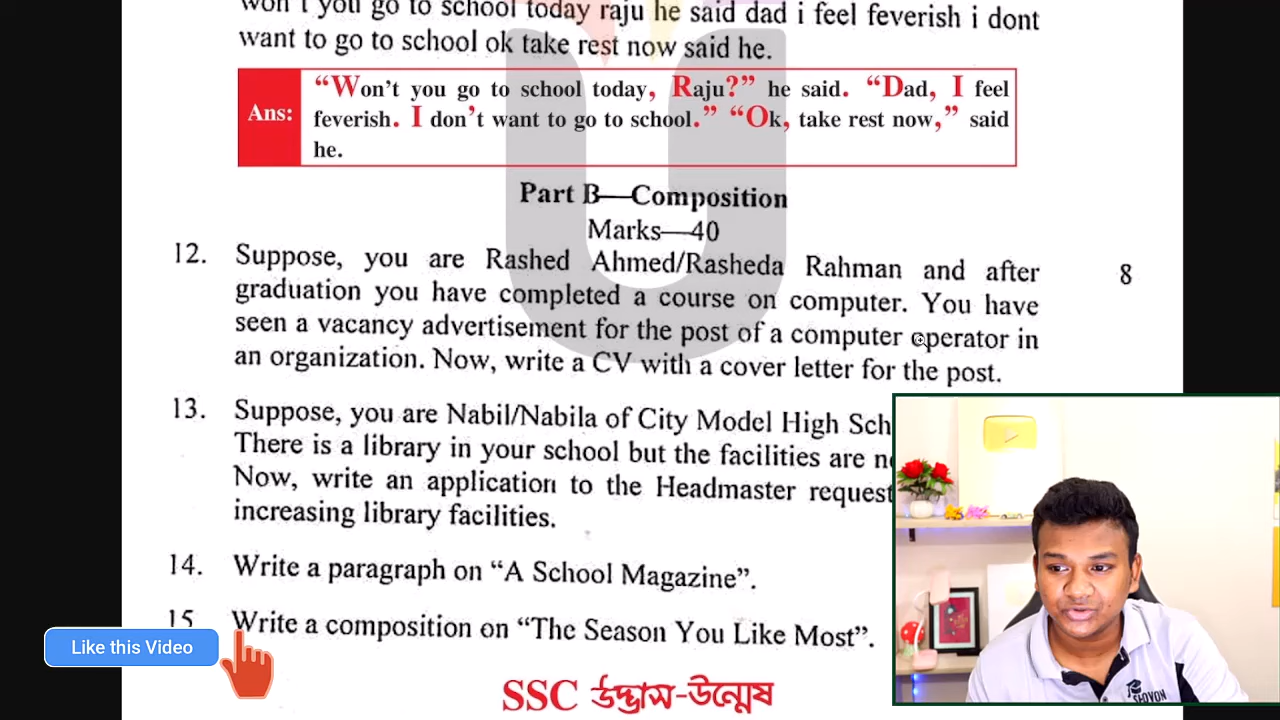 won't you go to school today raju he said dad i feel feverish i dont
want to go to school ok take rest now said he.
Ans:
“Won’t you go to school today, Raju?” he said. “Dad, I feel
feverish. I don’t want to go to school.” “Ok, take rest now,” said
he.
Part B—Composition
Marks—40
12. Suppose, you are Rashed Ahmed/Rasheda Rahman and after 8
graduation you have completed a course on computer. You have
seen a vacancy advertisement for the post of a computer operator in
an organization. Now, write a CV with a cover letter for the post.
13. Suppose, you are Nabil/Nabila of City Model High
There is a library in your school but the facilities are
Now, write an application to the Headmaster
increasing library facilities.
14. Write a paragraph on “A School Magazine”.
15 Write a composition on “The Season You Like Most”.
Like this Video
SSC উদ্ভাস-উন্মেষ
SHOVON